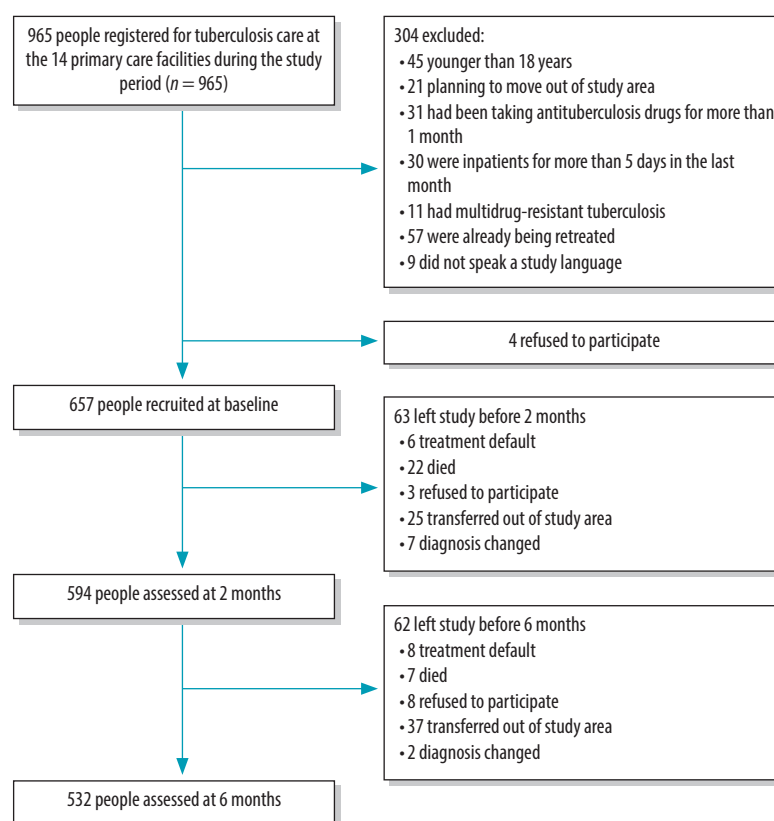 965 people registered for tuberculosis care at
the 14 primary care facilities during the study
period (n = 965)
304 excluded:
• 45 younger than 18 years
• 21 planning to move out of study area
• 31 had been taking antituberculosis drugs for more than
1 month
• 30 were inpatients for more than 5 days in the last
month
• 11 had multidrug-resistant tuberculosis
• 57 were already being retreated
• 9 did not speak a study language
4 refused to participate
657 people recruited at baseline
63 left study before 2 months
• 6 treatment default
• 22 died
• 3 refused to participate
• 25 transferred out of study area
• 7 diagnosis changed
594 people assessed at 2 months
62 left study before 6 months
• 8 treatment default
• 7 died
• 8 refused to participate
• 37 transferred out of study area
• 2 diagnosis changed
532 people assessed at 6 months